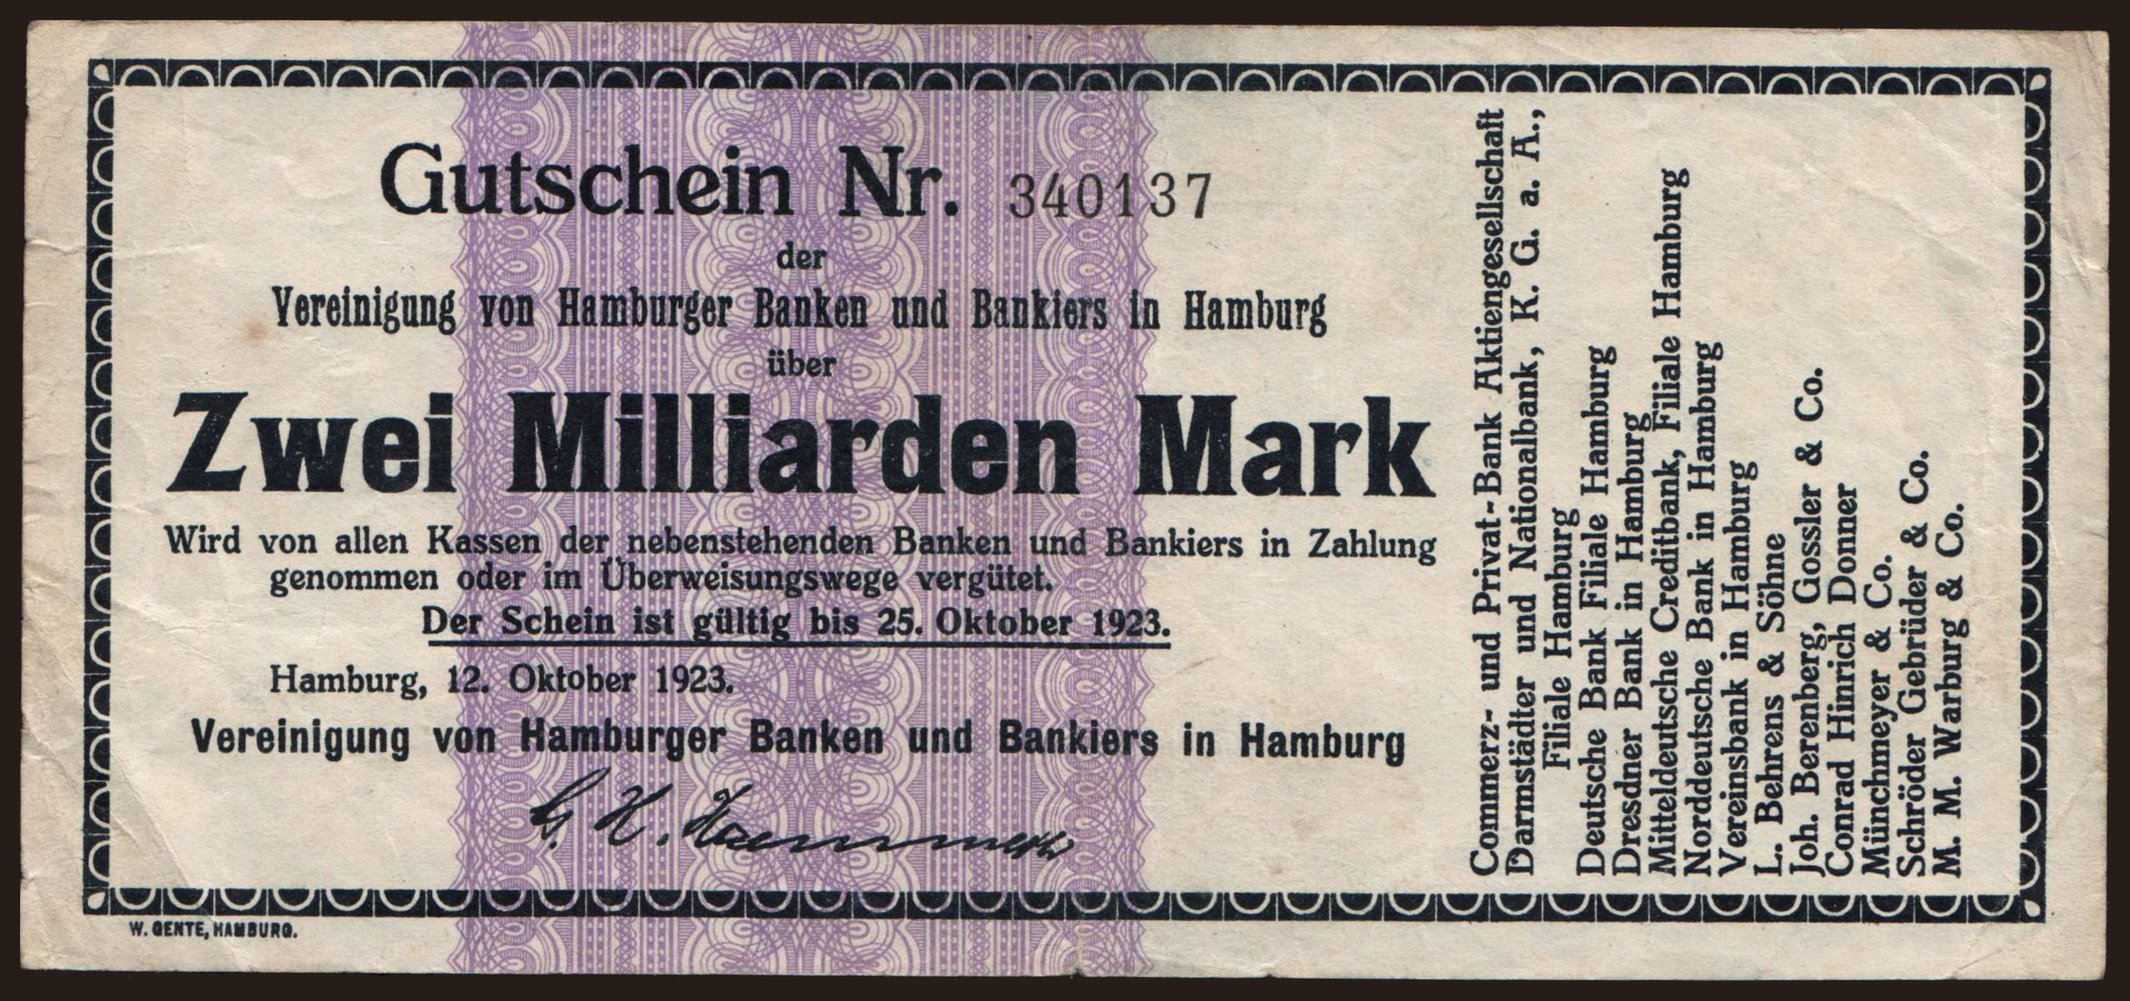 Gutschein Nr. 340137
der
Vereinigung von Hamburger Banken und Bankiers in Hamburg
über
Zwei Milliarden Mark
Wird von allen Kassen der nebenstehenden Banken und Bankiers in Zahlung
genommen oder im Überweisungswege vergütet.
Der Schein ist gültig bis 25. Oktober 1923.
Hamburg, 12. Oktober 1923.
Vereinigung von Hamburger Banken und Bankiers in Hamburg
W. GENTE, HAMBURG.
Commerz- und Privat-Bank Aktiengesellschaft
Darmstädter und Nationalbank, K. G. a. A.,
Filiale Hamburg
Deutsche Bank Filiale Hamburg
Dresdner Bank in Hamburg
Mitteldeutsche Creditbank, Filiale Hamburg
Norddeutsche Bank in Hamburg
Vereinsbank in Hamburg
L. Behrens & Söhne
Joh. Berenberg, Gossler & Co.
Conrad Hinrich Donner
Münchmeyer & Co.
Schröder Gebrüder & Co.
M. M. Warburg & Co.